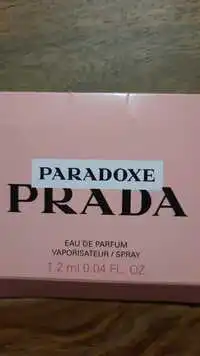 PARADOXE
PRADA
EAU DE PARFUM
VAPORISATEUR / SPRAY
1.2 ml 0.04 FL. OZ